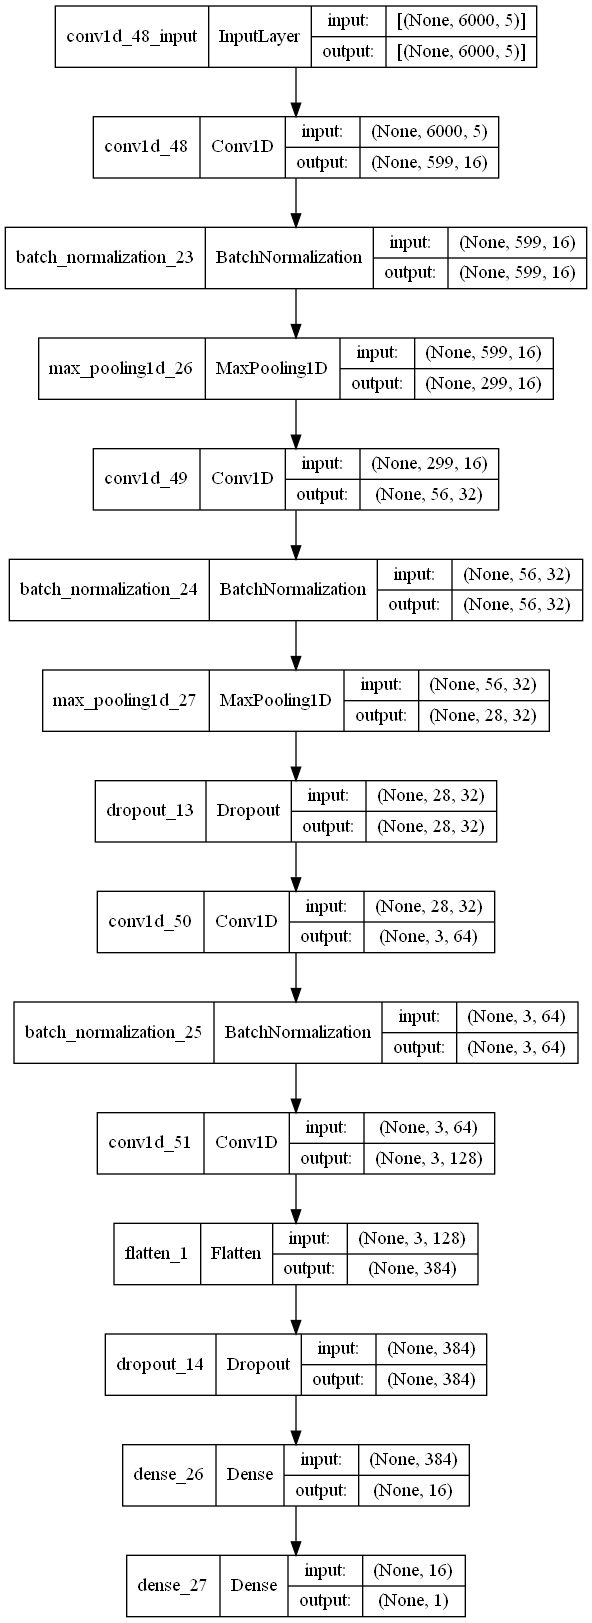 conv1d_48_input InputLayer input: [(None, 6000, 5)]
output: [(None, 6000, 5)]
conv1d_48 Conv1D input: (None, 6000, 5)
output: (None, 599, 16)
batch_normalization_23 BatchNormalization input: (None, 599, 16)
output: (None, 599, 16)
max_pooling1d_26 MaxPooling1D input: (None, 599, 16)
output: (None, 299, 16)
conv1d_49 Conv1D input: (None, 299, 16)
output: (None, 56, 32)
batch_normalization_24 BatchNormalization input: (None, 56, 32)
output: (None, 56, 32)
max_pooling1d_27 MaxPooling1D input: (None, 56, 32)
output: (None, 28, 32)
dropout_13 Dropout input: (None, 28, 32)
output: (None, 28, 32)
conv1d_50 Conv1D input: (None, 28, 32)
output: (None, 3, 64)
batch_normalization_25 BatchNormalization input: (None, 3, 64)
output: (None, 3, 64)
conv1d_51 Conv1D input: (None, 3, 64)
output: (None, 3, 128)
flatten_1 Flatten input: (None, 3, 128)
output: (None, 384)
dropout_14 Dropout input: (None, 384)
output: (None, 384)
dense_26 Dense input: (None, 384)
output: (None, 16)
dense_27 Dense input: (None, 16)
output: (None, 1)